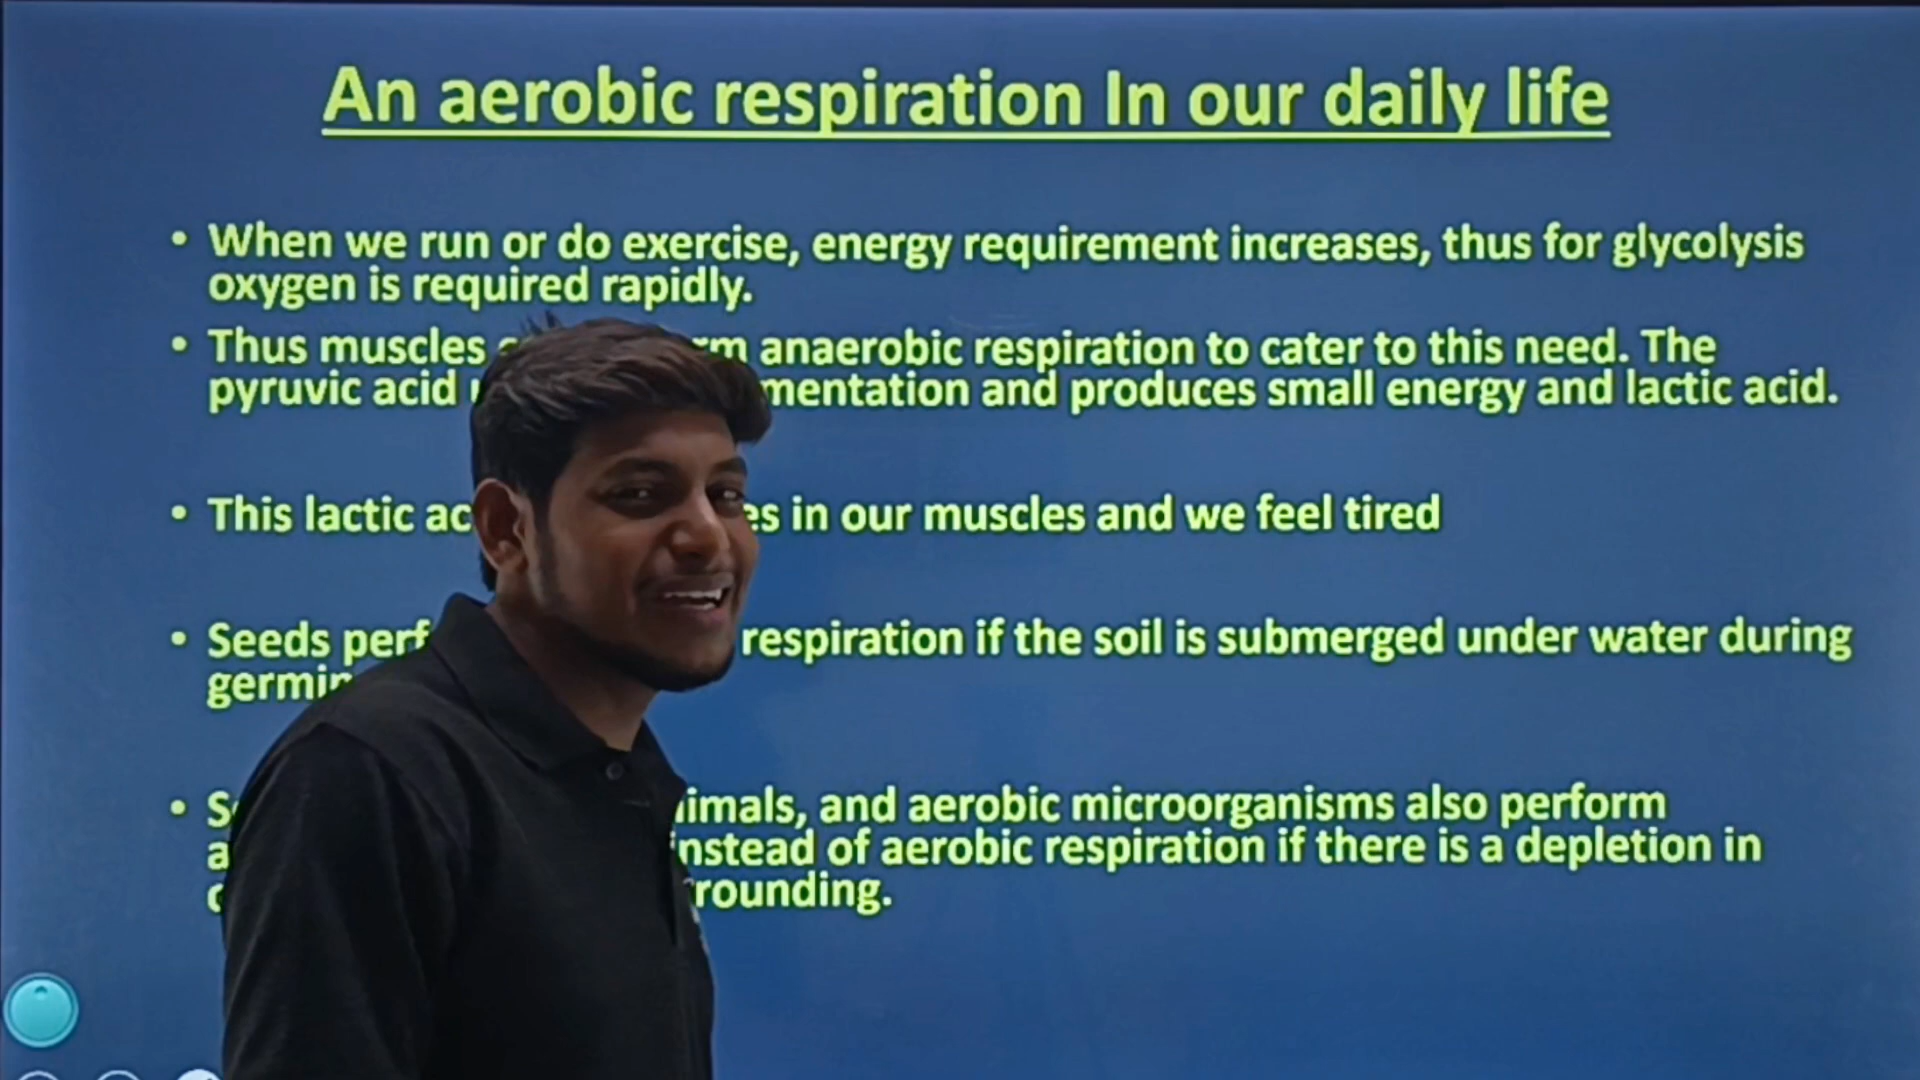 An aerobic respiration In our daily life
• When we run or do exercise, energy requirement increases, thus for glycolysis
oxygen is required rapidly.
• Thus muscles anaerobic respiration to cater to this need. The
pyruvic acid mentation and produces small energy and lactic acid.
• This lactic ac es in our muscles and we feel tired
• Seeds perf respiration if the soil is submerged under water during
germin
• S imals, and aerobic microorganisms also perform
a nstead of aerobic respiration if there is a depletion in
rounding.